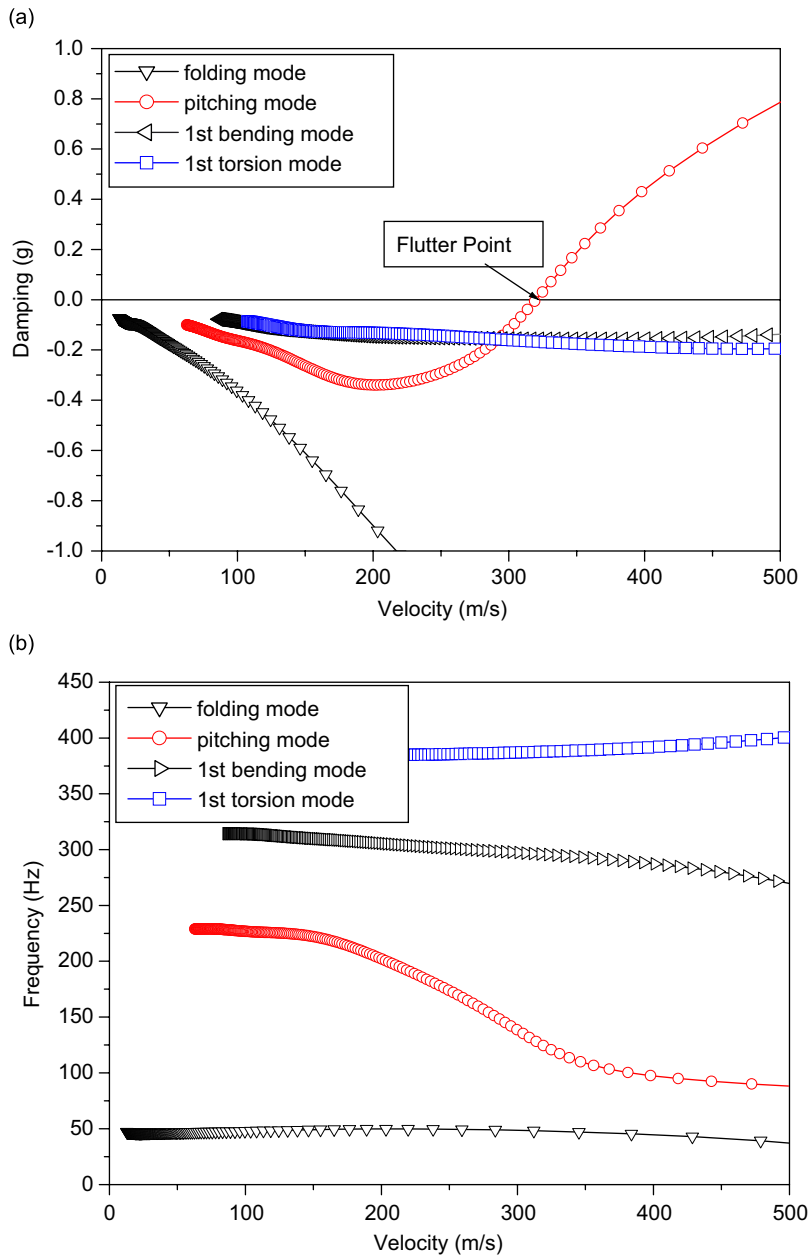 (a)
1.0
0.8
0.6
0.4
0.2
0.0
-0.2
-0.4
-0.6
-0.8
-1.0
Damping (g)
folding mode
pitching mode
1st bending mode
1st torsion mode
Flutter Point
0 100 200 300 400 500
Velocity (m/s)
(b)
450
400
350
300
250
200
150
100
50
0
Frequency (Hz)
folding mode
pitching mode
1st bending mode
1st torsion mode
0 100 200 300 400 500
Velocity (m/s)